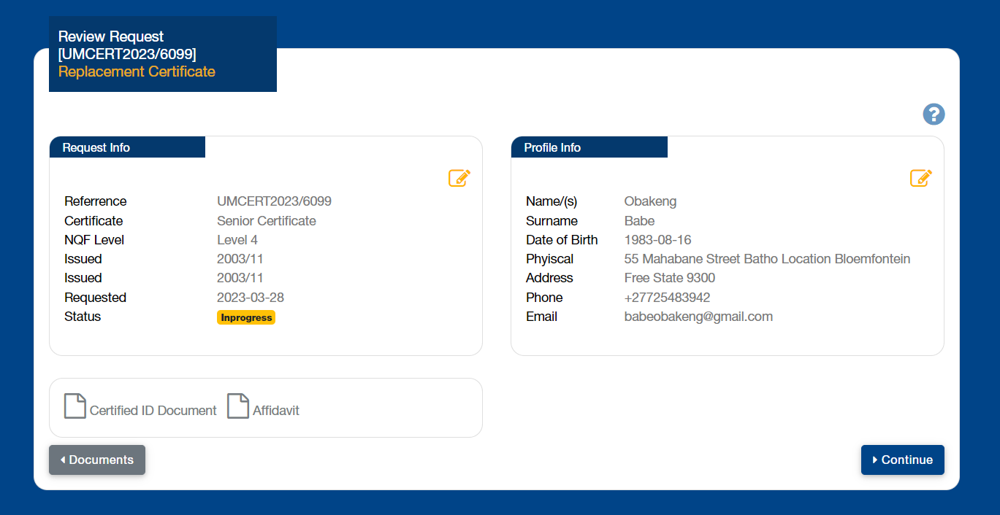 Review Request
[UMCERT2023/6099]
Replacement Certificate
?
Request Info
Referrence UMCERT2023/6099
Certificate Senior Certificate
NQF Level Level 4
Issued 2003/11
Issued 2003/11
Requested 2023-03-28
Status Inprogress
Profile Info
Name/(s) Obakeng
Surname Babe
Date of Birth 1983-08-16
Phyiscal 55 Mahabane Street Batho Location Bloemfontein
Address Free State 9300
Phone +27725483942
Email babeobakeng@gmail.com
Certified ID Document Affidavit
Documents
Continue